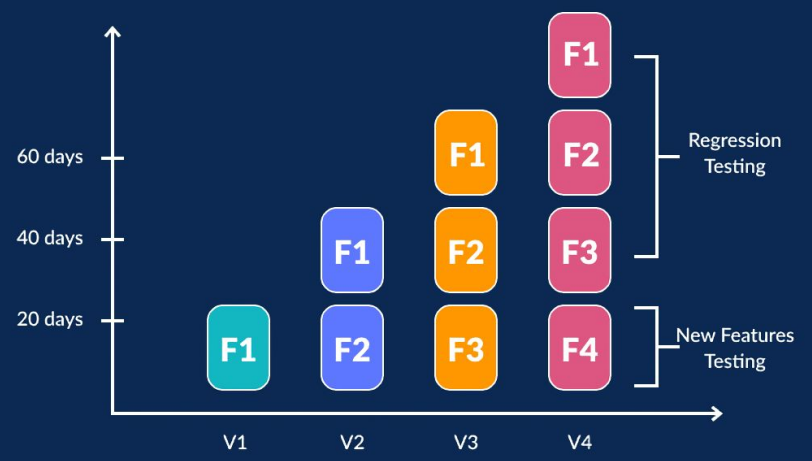 F1
F1
F2
Regression
Testing
60 days
F1
F2
F3
40 days
F1
F2
F3
F4
New Features
Testing
20 days
V1
V2
V3
V4